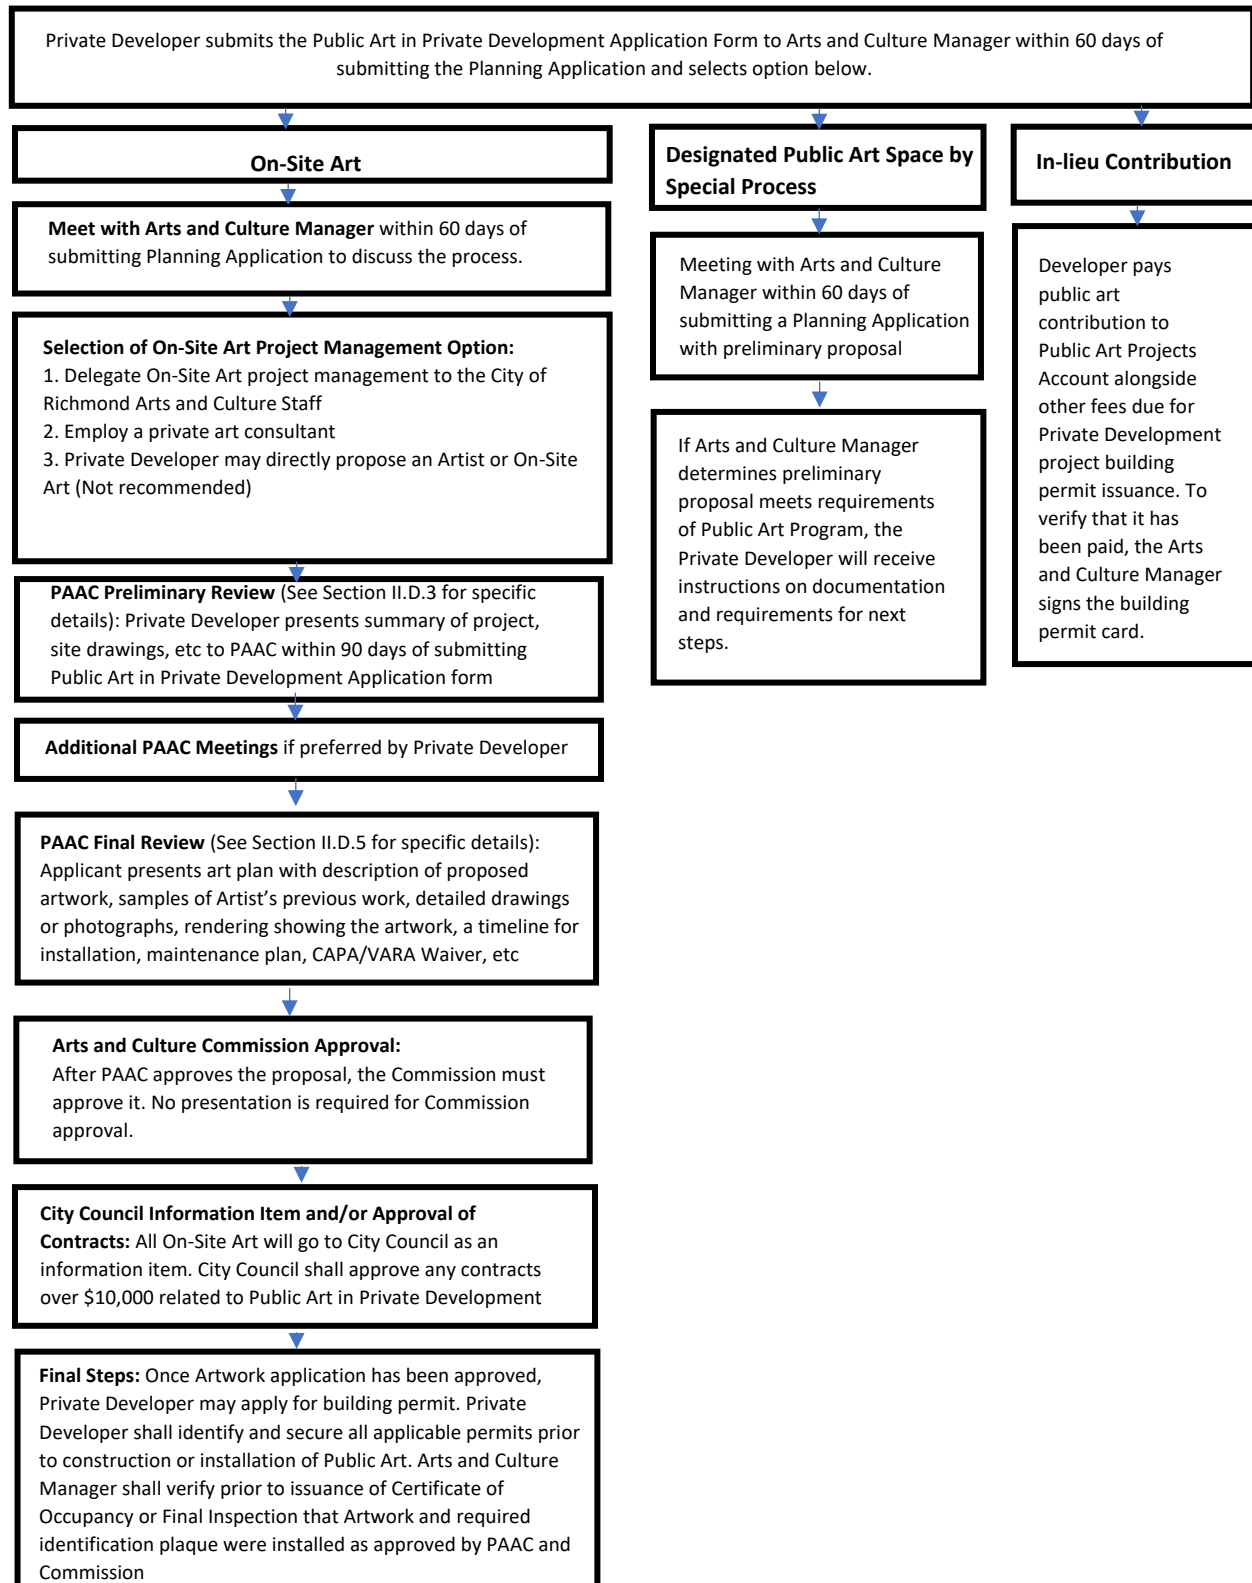 Private Developer submits the Public Art in Private Development Application Form to Arts and Culture Manager within 60 days of
submitting the Planning Application and selects option below.
On-Site Art
Meet with Arts and Culture Manager within 60 days of
submitting Planning Application to discuss the process.
Selection of On-Site Art Project Management Option:
1. Delegate On-Site Art project management to the City of
Richmond Arts and Culture Staff
2. Employ a private art consultant
3. Private Developer may directly propose an Artist or On-Site
Art (Not recommended)
PAAC Preliminary Review (See Section II.D.3 for specific
details): Private Developer presents summary of project,
site drawings, etc to PAAC within 90 days of submitting
Public Art in Private Development Application form
Additional PAAC Meetings if preferred by Private Developer
PAAC Final Review (See Section II.D.5 for specific details):
Applicant presents art plan with description of proposed
artwork, samples of Artist’s previous work, detailed drawings
or photographs, rendering showing the artwork, a timeline for
installation, maintenance plan, CAPA/VARA Waiver, etc
Arts and Culture Commission Approval:
After PAAC approves the proposal, the Commission must
approve it. No presentation is required for Commission
approval.
City Council Information Item and/or Approval of
Contracts: All On-Site Art will go to City Council as an
information item. City Council shall approve any contracts
over $10,000 related to Public Art in Private Development
Final Steps: Once Artwork application has been approved,
Private Developer may apply for building permit. Private
Developer shall identify and secure all applicable permits prior
to construction or installation of Public Art. Arts and Culture
Manager shall verify prior to issuance of Certificate of
Occupancy or Final Inspection that Artwork and required
identification plaque were installed as approved by PAAC and
Commission
Designated Public Art Space by
Special Process
Meeting with Arts and Culture
Manager within 60 days of
submitting a Planning Application
with preliminary proposal
If Arts and Culture Manager
determines preliminary
proposal meets requirements
of Public Art Program, the
Private Developer will receive
instructions on documentation
and requirements for next
steps.
In-lieu Contribution
Developer pays
public art
contribution to
Public Art Projects
Account alongside
other fees due for
Private Development
project building
permit issuance. To
verify that it has
been paid, the Arts
and Culture Manager
signs the building
permit card.